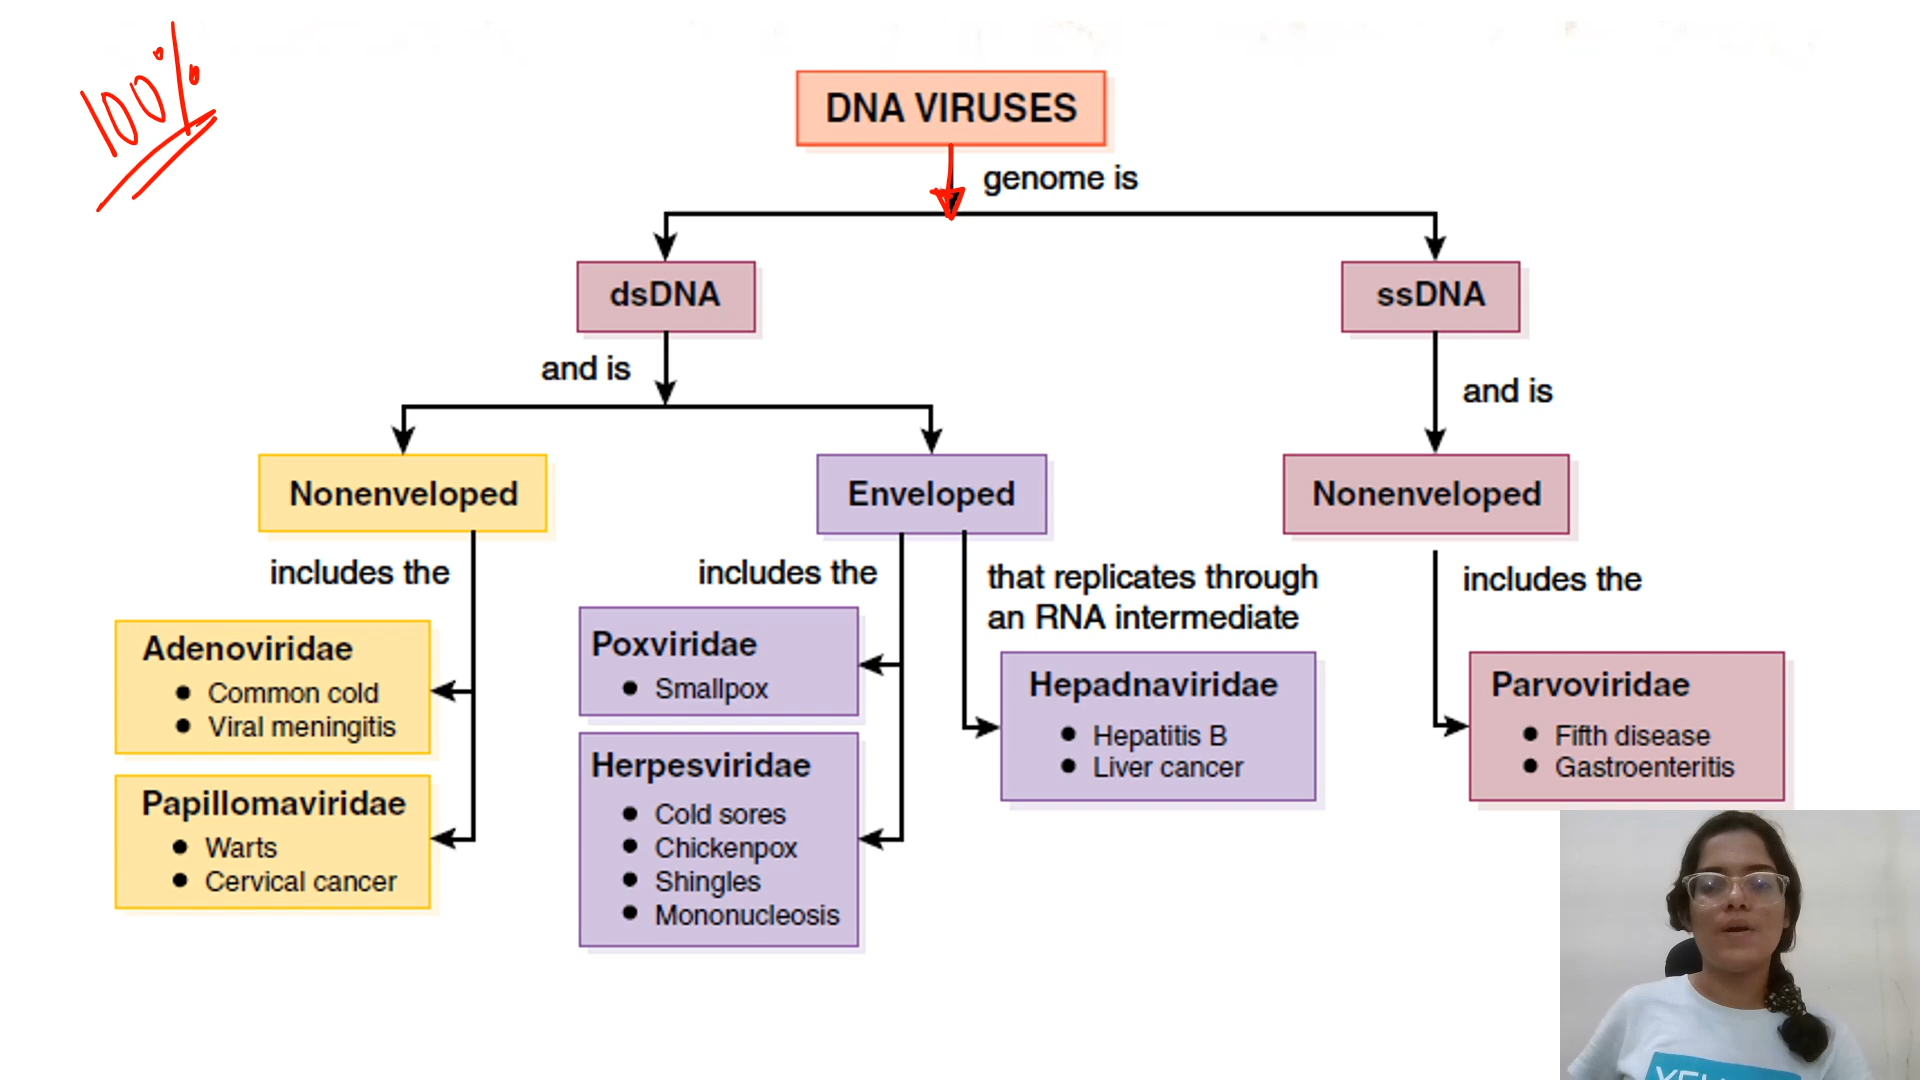 100%
DNA VIRUSES
genome is
dsDNA
ssDNA
and is
and is
Nonenveloped
Enveloped
Nonenveloped
includes the
includes the
that replicates through
an RNA intermediate
includes the
Adenoviridae
• Common cold
• Viral meningitis
Papillomaviridae
• Warts
• Cervical cancer
Poxviridae
• Smallpox
Herpesviridae
• Cold sores
• Chickenpox
• Shingles
• Mononucleosis
Hepadnaviridae
• Hepatitis B
• Liver cancer
Parvoviridae
• Fifth disease
• Gastroenteritis